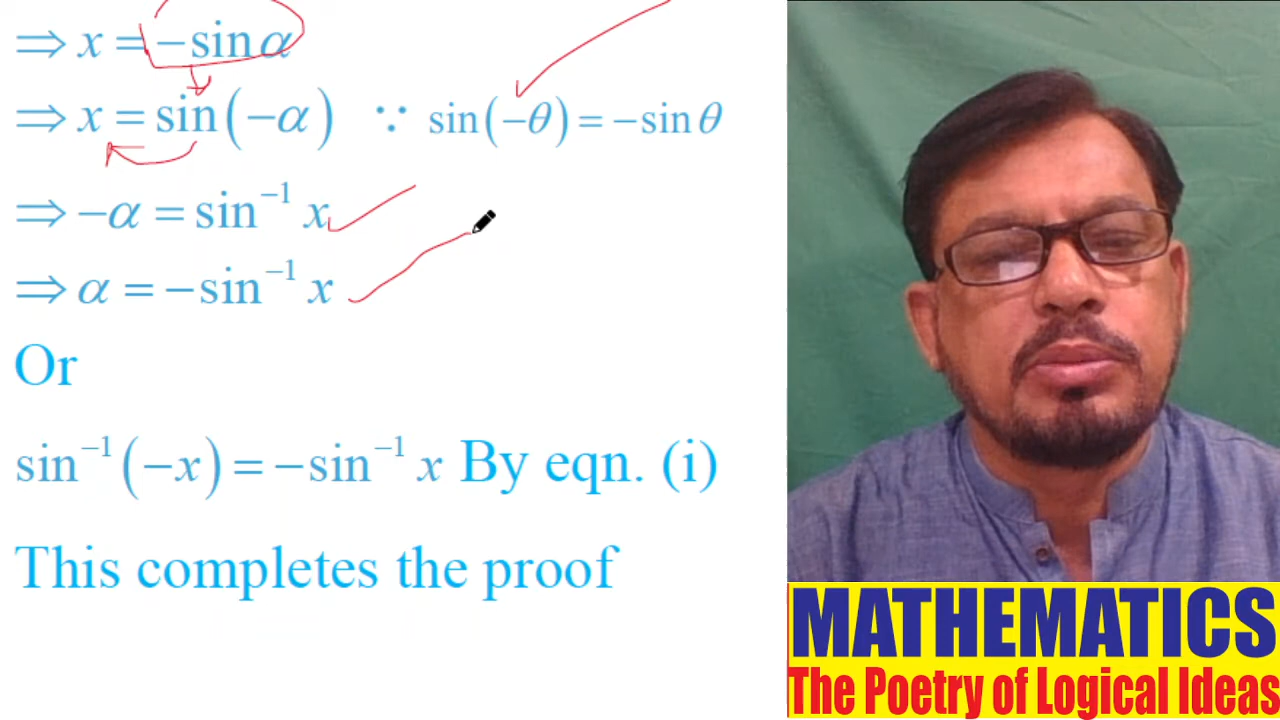 ⇒ x = −sin α
⇒ x = sin(−α) ∵ sin(−θ) = −sin θ
⇒ −α = sin⁻¹ x
⇒ α = −sin⁻¹ x
Or
sin⁻¹(−x) = −sin⁻¹ x By eqn. (i)
This completes the proof
MATHEMATICS
The Poetry of Logical Ideas